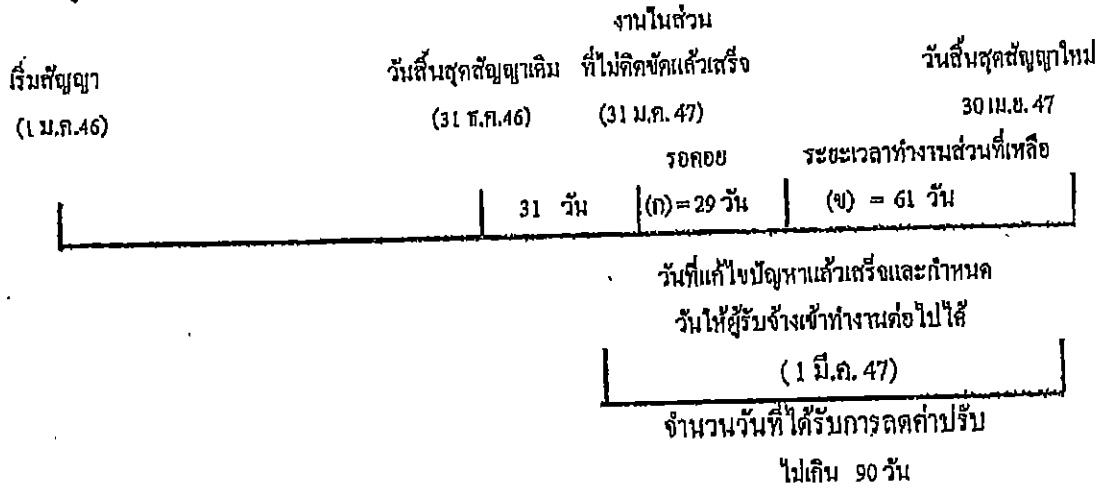 งานในส่วน
เริ่มสัญญา วันสิ้นสุดสัญญาเดิม ที่ไม่ติดขัดแล้วเสร็จ วันสิ้นสุดสัญญาใหม่
(1 ม.ค.46) (31 ธ.ค.46) (31 ม.ค. 47) 30 เม.ย. 47
รอคอย ระยะเวลาทำงานส่วนที่เหลือ
31 วัน (ก) = 29 วัน (ข) = 61 วัน
วันที่แก้ไขปัญหาแล้วเสร็จและกำหนด
วันให้ผู้รับจ้างเข้าทำงานต่อไปได้
( 1 มี.ค. 47)
จำนวนวันที่ได้รับการลดค่าปรับ
ไม่เกิน 90 วัน